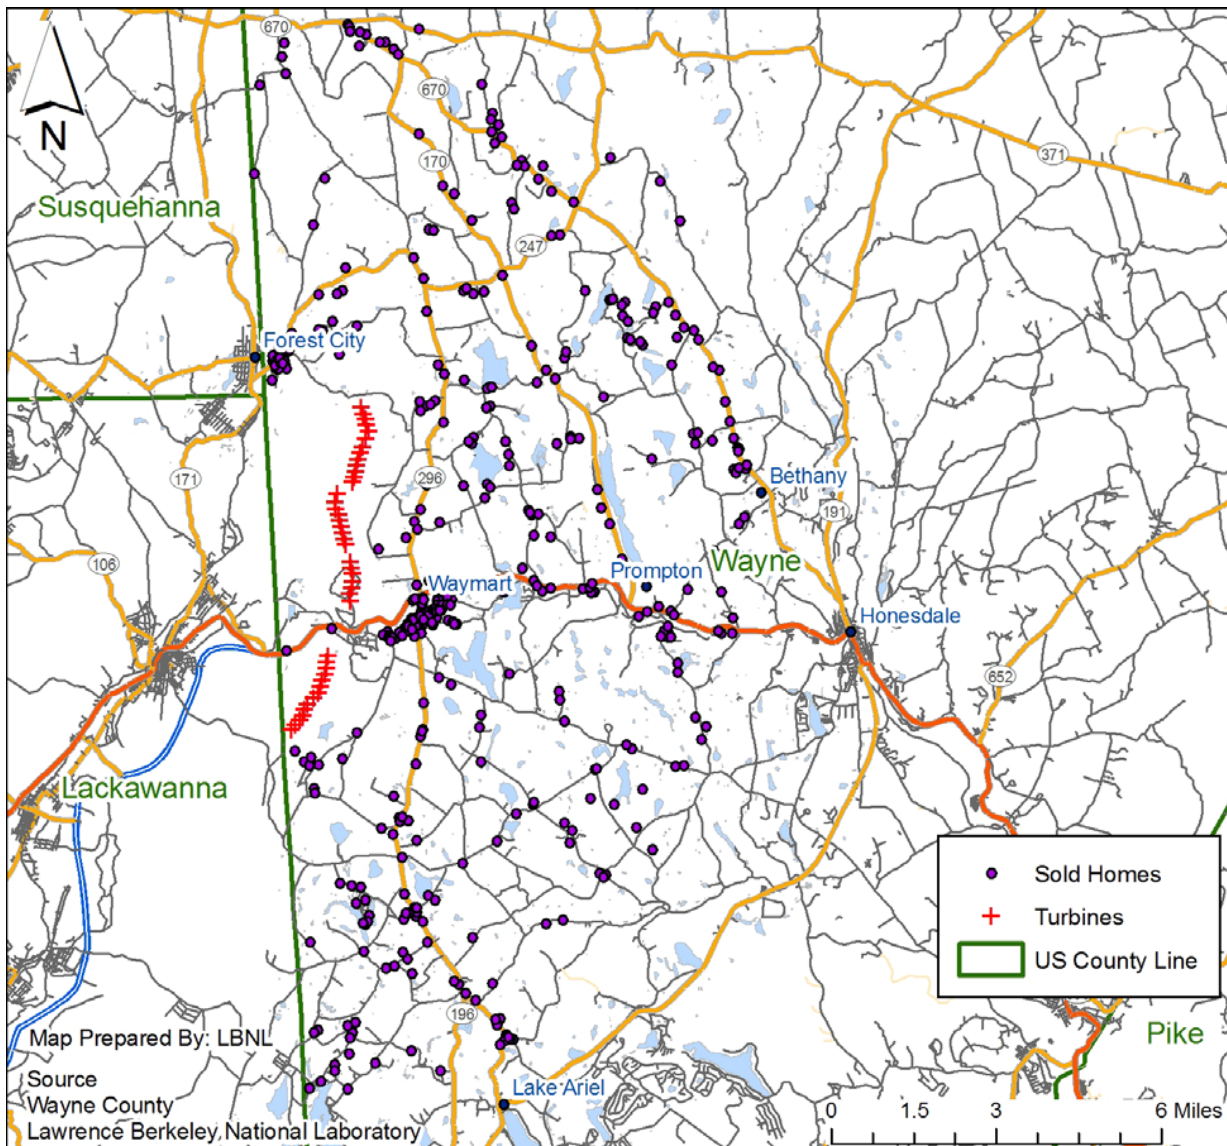 670
N
670
371
170
Susquehanna
247
Forest City
296
171
Bethany
191
106
Wayne
Prompton
Waymart
Honesdale
652
Lackawanna
Sold Homes
Turbines
US County Line
196
Map Prepared By: LBNL
Pike
Source
Lake Ariel
Wayne County
0 1.5 3 6 Miles
Lawrence Berkeley National Laboratory